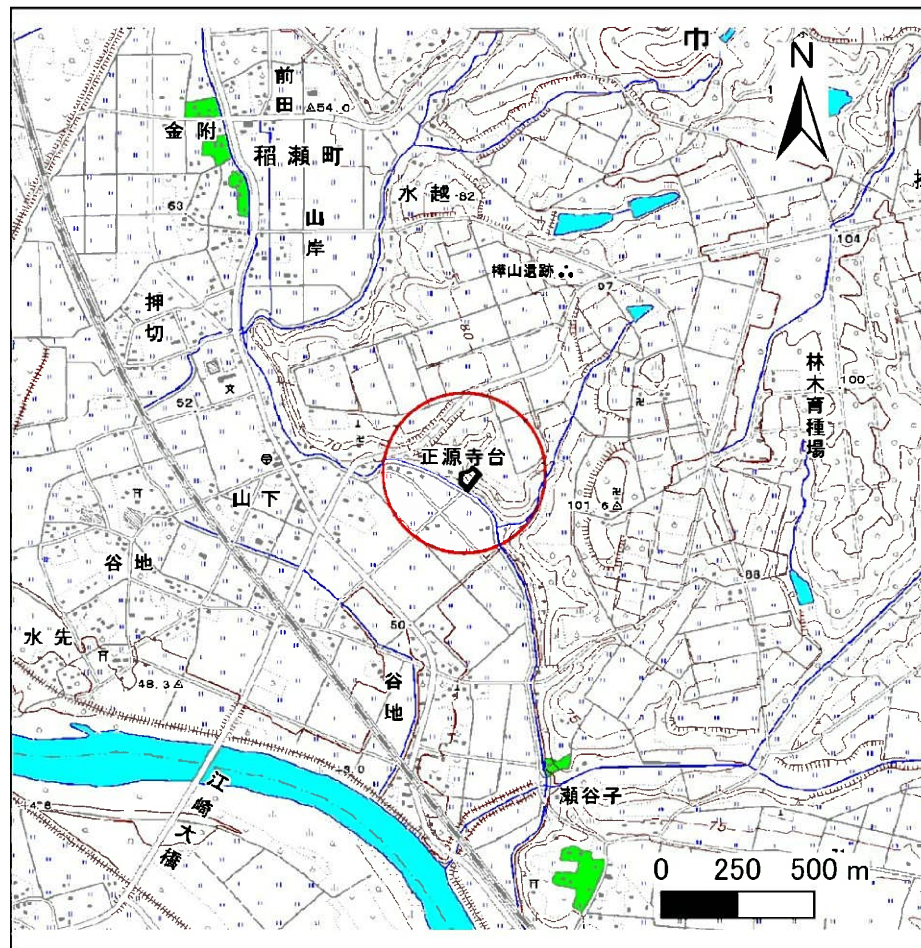 巾
N
前田
54.0
金附
稲瀬町
水越
82
山岸
63
104
樺山遺跡
97
押切
80
林木育種場
100
52
70
正源寺台
山下
101.6
谷地
88
水先
50
48.3
谷地
75
江崎大橋
瀬谷子
75
0 250 500 m